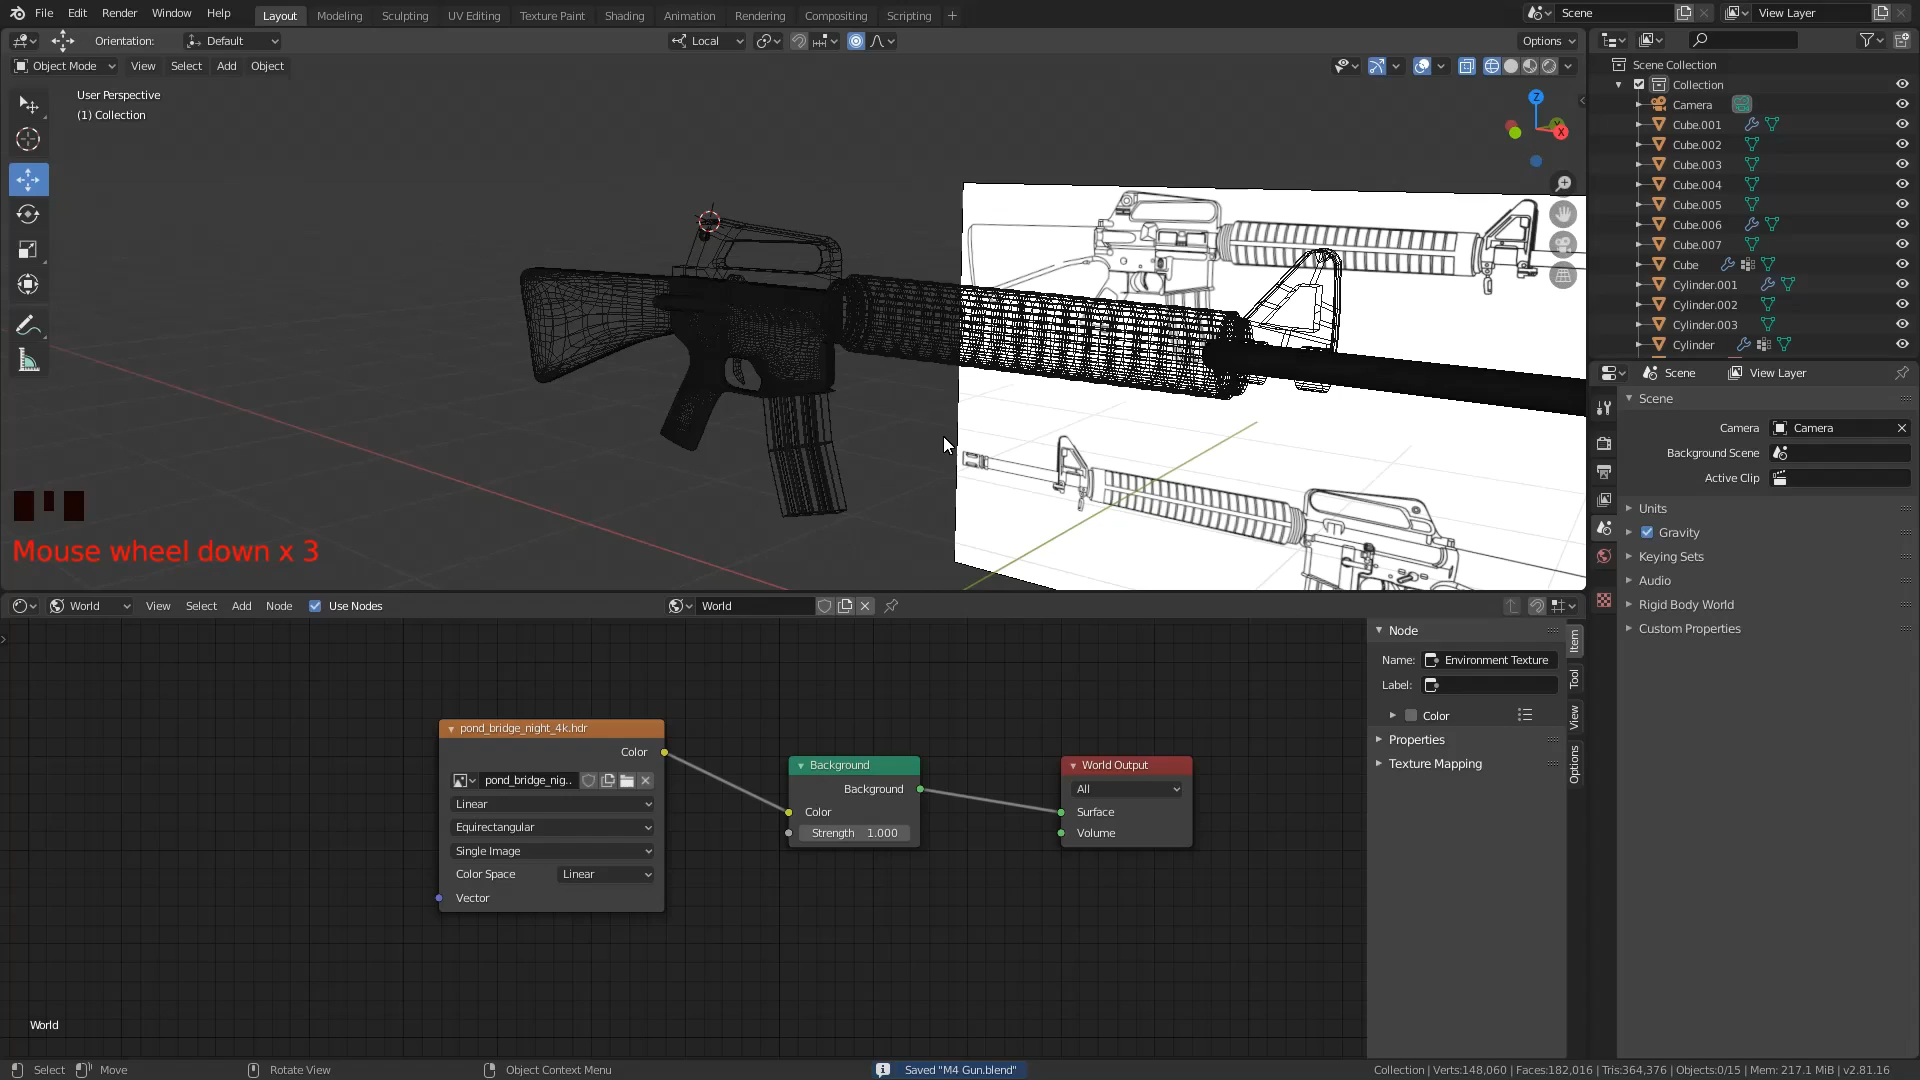 File Edit Render Window Help Layout Modeling Sculpting UV Editing Texture Paint Shading Animation Rendering Compositing Scripting + Scene View Layer
Orientation: Default Local Options
Object Mode View Select Add Object
User Perspective
(1) Collection
Z
X
Scene Collection
Collection
Camera
Cube.001
Cube.002
Cube.003
Cube.004
Cube.005
Cube.006
Cube.007
Cube
Cylinder.001
Cylinder.002
Cylinder.003
Cylinder
Scene View Layer
Scene
Camera Camera
Background Scene
Active Clip
Units
Gravity
Keying Sets
Audio
Rigid Body World
Custom Properties
Mouse wheel down x 3
World View Select Add Node Use Nodes World
Node
Name: Environment Texture
Label:
Color
Properties
Texture Mapping
Item
Tool
View
Options
pond_bridge_night_4k.hdr
Color
pond_bridge_nig..
Linear
Equirectangular
Single Image
Color Space Linear
Vector
Background
Background
Color
Strength 1.000
World Output
All
Surface
Volume
World
Select Move Rotate View Object Context Menu Saved "M4 Gun.blend" Collection | Verts:148,060 | Faces:182,016 | Tris:364,376 | Objects:0/15 | Mem: 217.1 MiB | v2.81.16